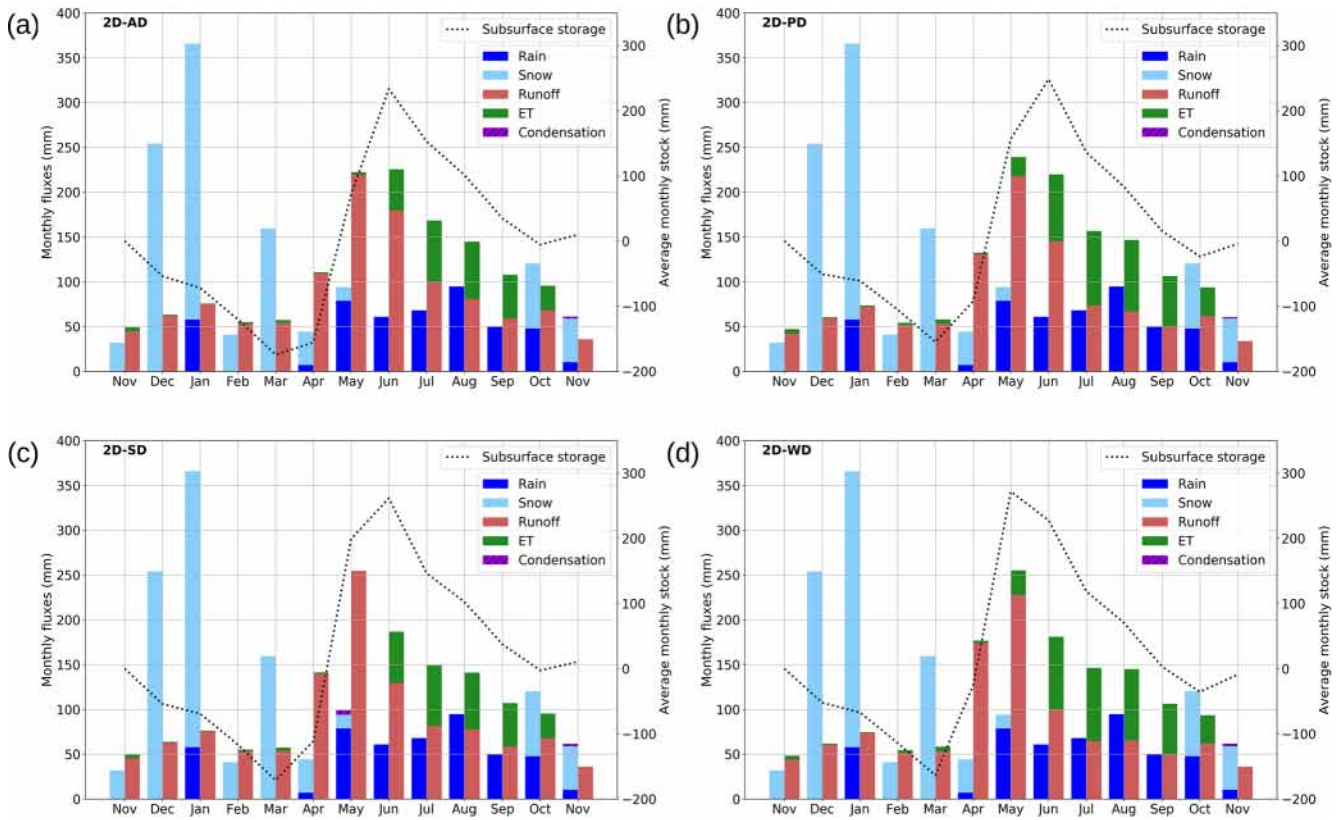 (a)
2D-AD
Subsurface storage
Rain
Snow
Runoff
ET
Condensation
Monthly fluxes (mm)
400
350
300
250
200
150
100
50
0
300
200
100
0
−100
−200
Average monthly stock (mm)
Nov Dec Jan Feb Mar Apr May Jun Jul Aug Sep Oct Nov
(b)
2D-PD
Subsurface storage
Rain
Snow
Runoff
ET
Condensation
Monthly fluxes (mm)
400
350
300
250
200
150
100
50
0
300
200
100
0
−100
−200
Average monthly stock (mm)
Nov Dec Jan Feb Mar Apr May Jun Jul Aug Sep Oct Nov
(c)
2D-SD
Subsurface storage
Rain
Snow
Runoff
ET
Condensation
Monthly fluxes (mm)
400
350
300
250
200
150
100
50
0
300
200
100
0
−100
−200
Average monthly stock (mm)
Nov Dec Jan Feb Mar Apr May Jun Jul Aug Sep Oct Nov
(d)
2D-WD
Subsurface storage
Rain
Snow
Runoff
ET
Condensation
Monthly fluxes (mm)
400
350
300
250
200
150
100
50
0
300
200
100
0
−100
−200
Average monthly stock (mm)
Nov Dec Jan Feb Mar Apr May Jun Jul Aug Sep Oct Nov